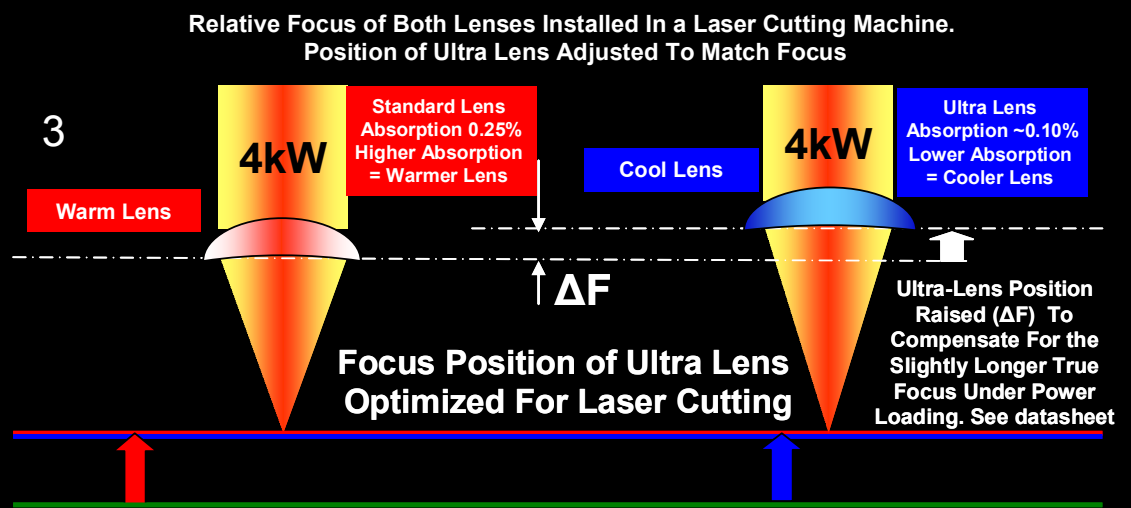 Relative Focus of Both Lenses Installed In a Laser Cutting Machine.
Position of Ultra Lens Adjusted To Match Focus
3
4kW
Standard Lens
Absorption 0.25%
Higher Absorption
= Warmer Lens
Warm Lens
Cool Lens
4kW
Ultra Lens
Absorption ~0.10%
Lower Absorption
= Cooler Lens
ΔF
Ultra-Lens Position
Raised (ΔF) To
Compensate For the
Slightly Longer True
Focus Under Power
Loading. See datasheet
Focus Position of Ultra Lens
Optimized For Laser Cutting